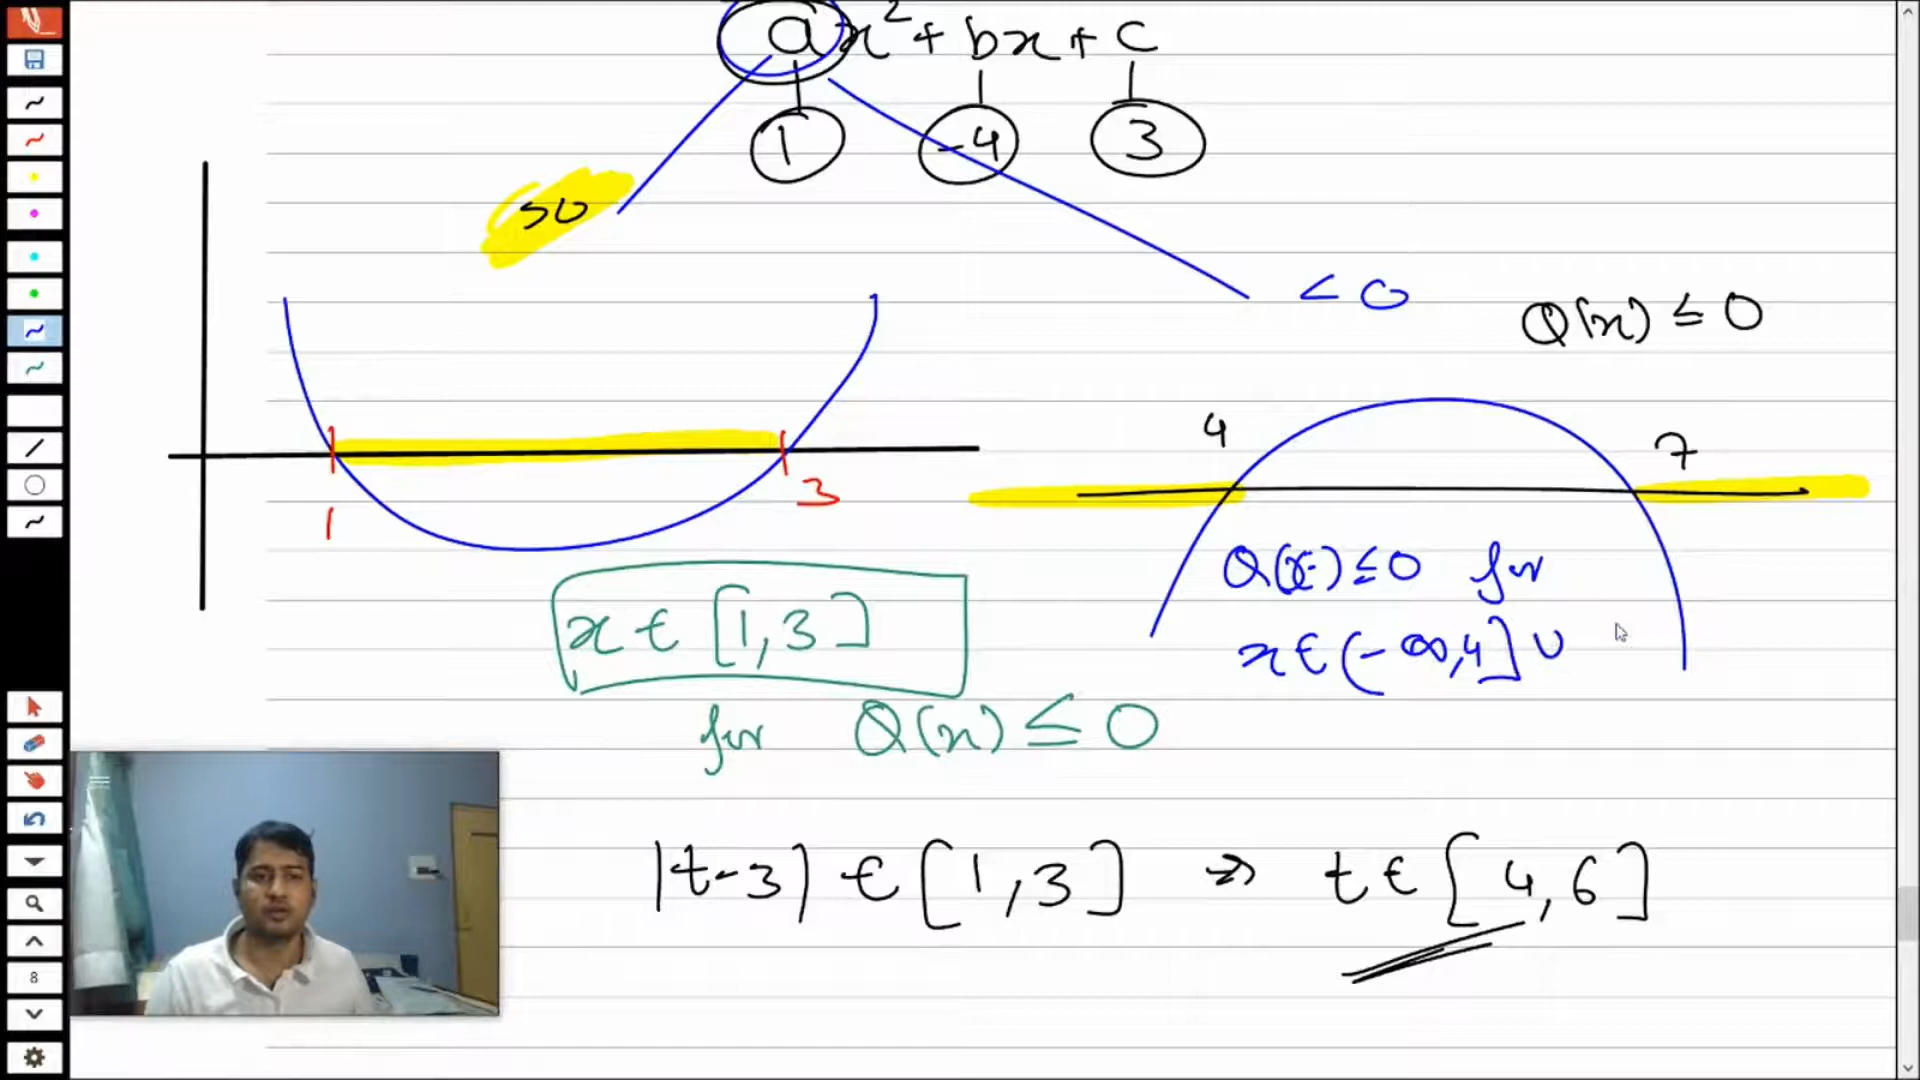 ax² + bx + c
1 -4 3
>0
< 0
Q(x) ≤ 0
4
7
1
3
Q(x) ≤ 0 for
x ∈ (-∞,4] ∪
x ∈ [1,3]
for Q(x) ≤ 0
|t-3| ∈ [1,3] → t ∈ [4,6]
8